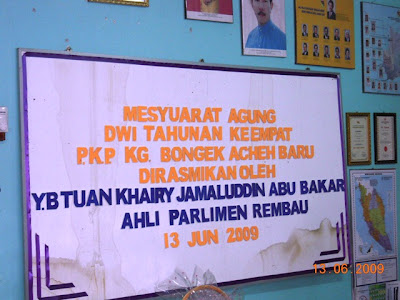 MESYUARAT AGUNG
DWI TAHUNAN KEEMPAT
PKP KG. BONGEK ACHEH BARU
DIRASMIKAN OLEH
Y.B TUAN KHAIRY JAMALUDDIN ABU BAKAR
AHLI PARLIMEN REMBAU
13 JUN 2009
13 06 2009